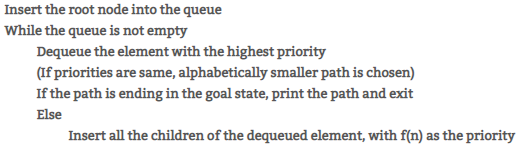 Insert the root node into the queue
While the queue is not empty
Dequeue the element with the highest priority
(If priorities are same, alphabetically smaller path is chosen)
If the path is ending in the goal state, print the path and exit
Else
Insert all the children of the dequeued element, with f(n) as the priority